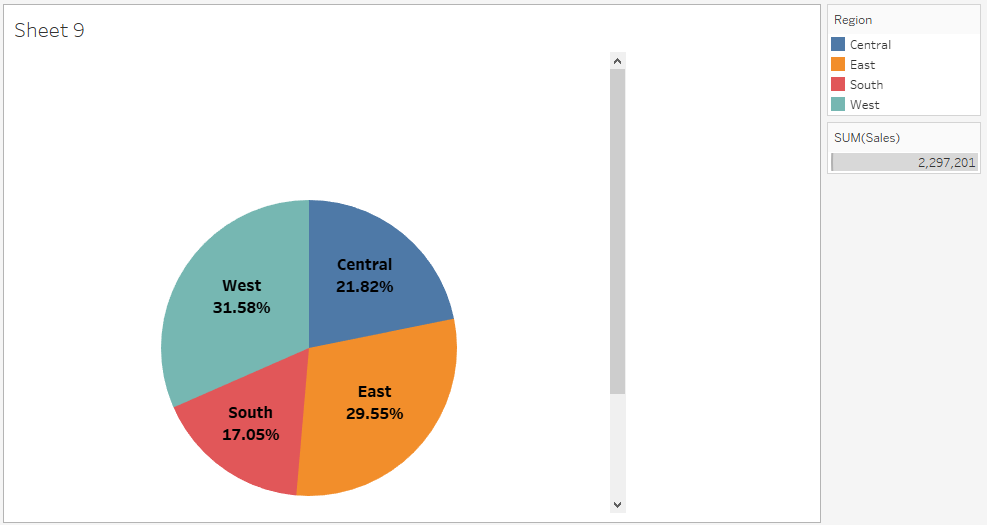 Sheet 9
Central
21.82%
West
31.58%
East
29.55%
South
17.05%
Region
Central
East
South
West
SUM(Sales)
2,297,201